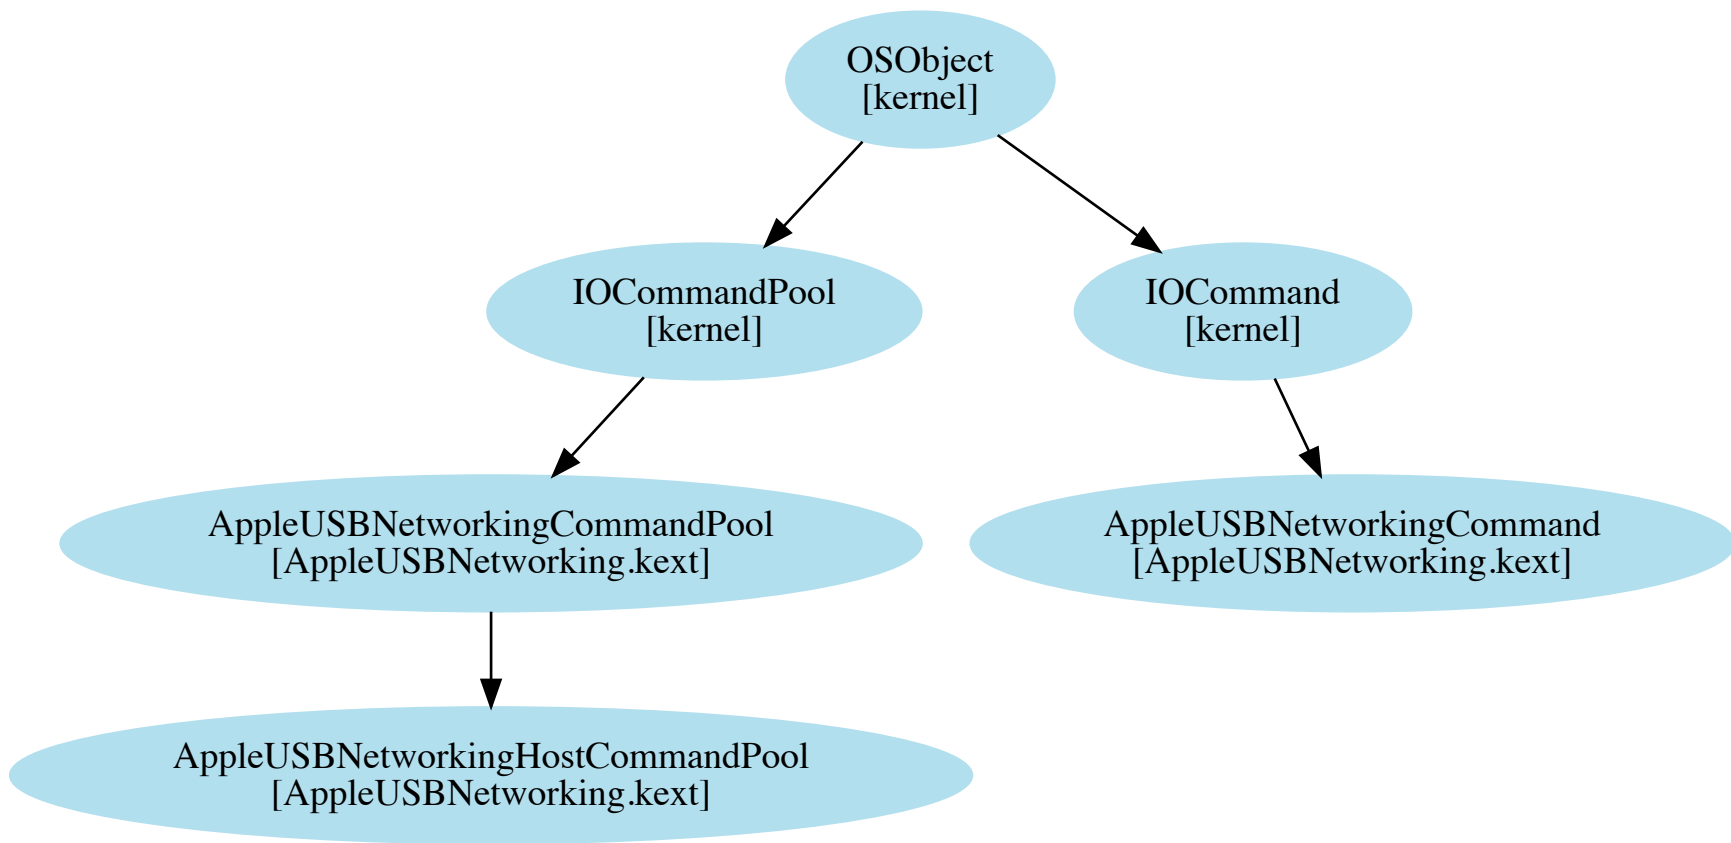 OSObject
[kernel]
IOCommandPool
[kernel]
IOCommand
[kernel]
AppleUSBNetworkingCommandPool
[AppleUSBNetworking.kext]
AppleUSBNetworkingCommand
[AppleUSBNetworking.kext]
AppleUSBNetworkingHostCommandPool
[AppleUSBNetworking.kext]